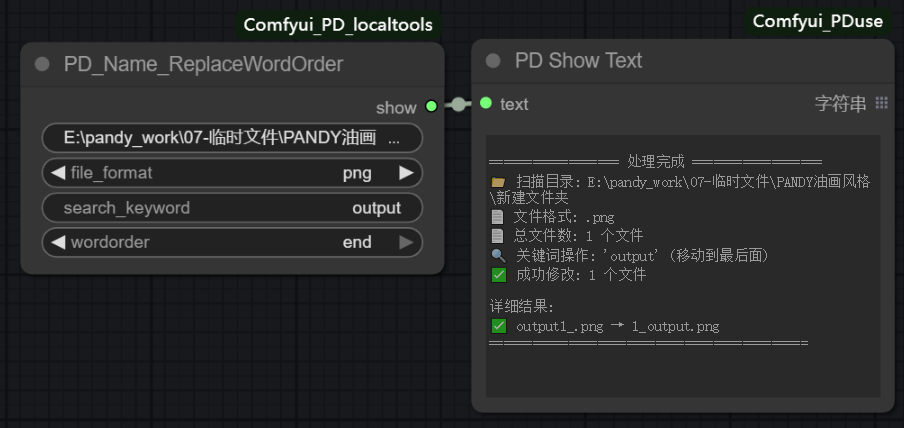 Comfyui_PD_localtools
PD_Name_ReplaceWordOrder
show
E:\pandy_work\07-临时文件\PANDY油画 ...
file_format png
search_keyword output
wordorder end
Comfyui_PDuse
PD Show Text
text 字符串
================== 处理完成 ==================
📁 扫描目录: E:\pandy_work\07-临时文件\PANDY油画风格
\新建文件夹
📄 文件格式: .png
📄 总文件数: 1 个文件
🔍 关键词操作: 'output' (移动到最后面)
✅ 成功修改: 1 个文件
详细结果:
✅ output1_.png → 1_output.png
============================================